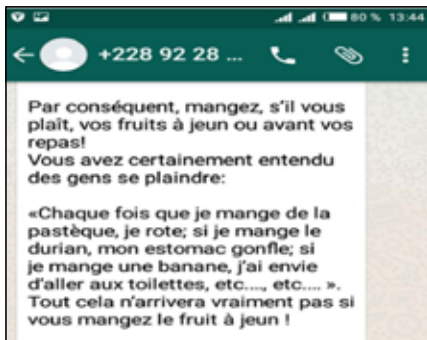 80 % 13:44
+228 92 28 ...
Par conséquent, mangez, s'il vous
plaît, vos fruits à jeun ou avant vos
repas!
Vous avez certainement entendu
des gens se plaindre:
«Chaque fois que je mange de la
pastèque, je rote; si je mange le
durian, mon estomac gonfle; si
je mange une banane, j'ai envie
d'aller aux toilettes, etc...., etc.... ».
Tout cela n'arrivera vraiment pas si
vous mangez le fruit à jeun !